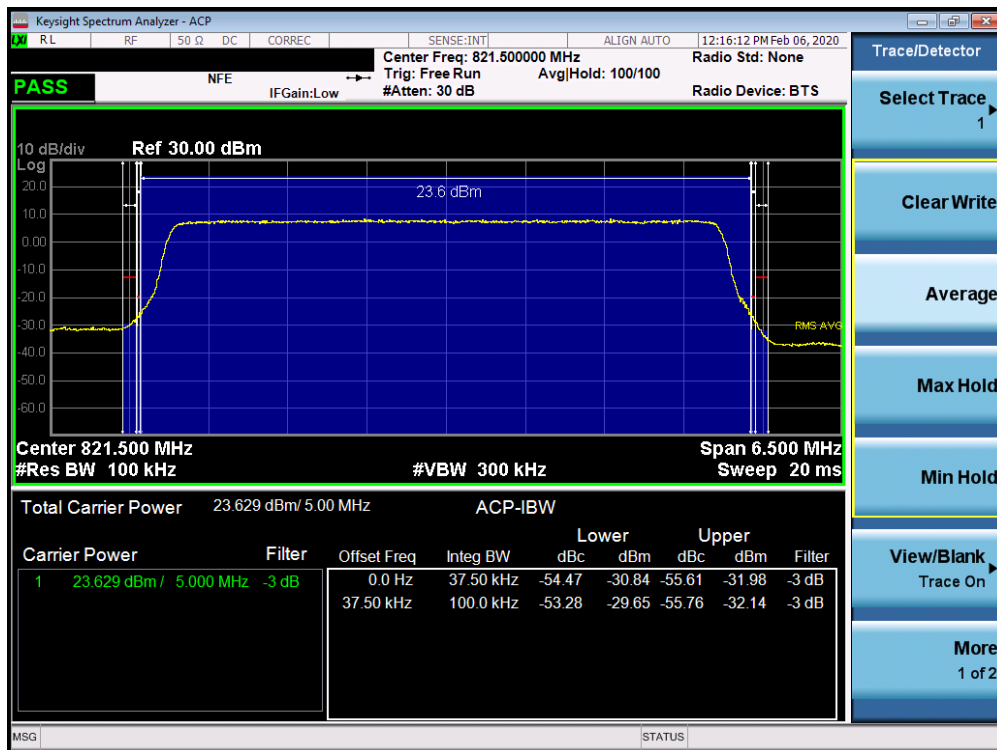 Keysight Spectrum Analyzer - ACP
LXI RL RF 50 Ω DC CORREC SENSE:INT ALIGN AUTO 12:16:12 PM Feb 06, 2020
Center Freq: 821.500000 MHz Radio Std: None
NFE Trig: Free Run Avg|Hold: 100/100
PASS IFGain:Low #Atten: 30 dB Radio Device: BTS
10 dB/div Ref 30.00 dBm
Log
20.0
23.6 dBm
10.0
0.00
-10.0
-20.0
-30.0
RMS AVG
-40.0
-50.0
-60.0
Center 821.500 MHz Span 6.500 MHz
#Res BW 100 kHz #VBW 300 kHz Sweep 20 ms
Total Carrier Power 23.629 dBm/ 5.00 MHz ACP-IBW
Lower Upper
Carrier Power Filter Offset Freq Integ BW dBc dBm dBc dBm Filter
1 23.629 dBm / 5.000 MHz -3 dB 0.0 Hz 37.50 kHz -54.47 -30.84 -55.61 -31.98 -3 dB
37.50 kHz 100.0 kHz -53.28 -29.65 -55.76 -32.14 -3 dB
MSG STATUS
Trace/Detector
Select Trace
1
Clear Write
Average
Max Hold
Min Hold
View/Blank
Trace On
More
1 of 2